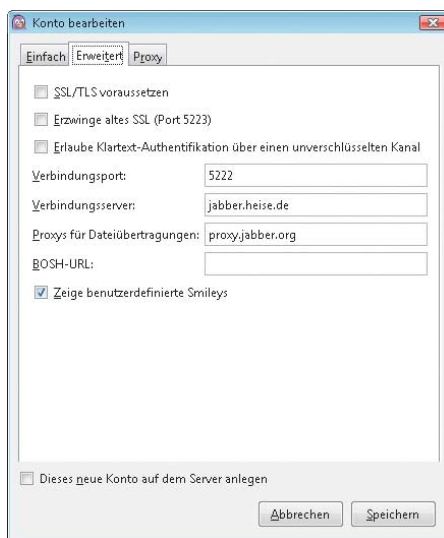 Konto bearbeiten
Einfach Erweitert Proxy
SSL/TLS voraussetzen
Erzwinge altes SSL (Port 5223)
Erlaube Klartext-Authentifikation über einen unverschlüsselten Kanal
Verbindungsport: 5222
Verbindungsserver: jabber.heise.de
Proxys für Dateiübertragungen: proxy.jabber.org
BOSH-URL:
Zeige benutzerdefinierte Smileys
Dieses neue Konto auf dem Server anlegen
Abbrechen Speichern